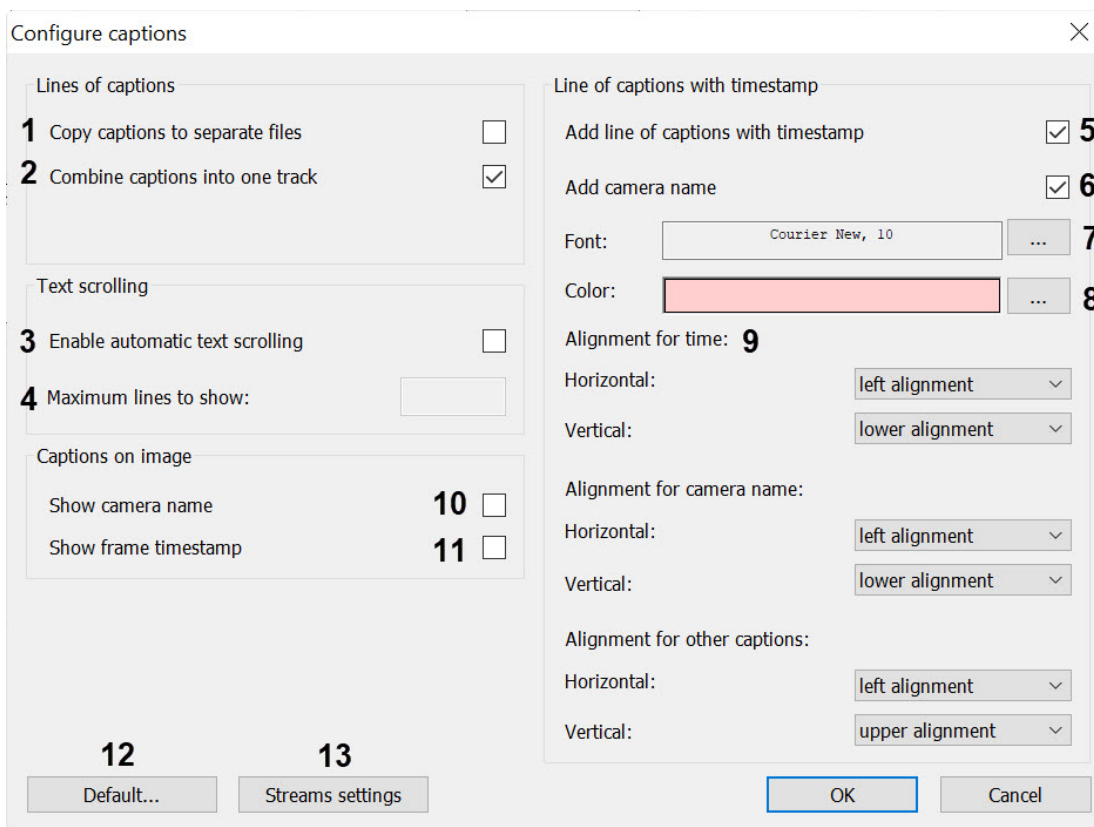 Configure captions
Lines of captions
1 Copy captions to separate files
2 Combine captions into one track
Text scrolling
3 Enable automatic text scrolling
4 Maximum lines to show:
Captions on image
Show camera name 10
Show frame timestamp 11
12
Default...
13
Streams settings
Line of captions with timestamp
Add line of captions with timestamp 5
Add camera name 6
Font: Courier New, 10 ... 7
Color: ... 8
Alignment for time: 9
Horizontal: left alignment
Vertical: lower alignment
Alignment for camera name:
Horizontal: left alignment
Vertical: lower alignment
Alignment for other captions:
Horizontal: left alignment
Vertical: upper alignment
OK
Cancel